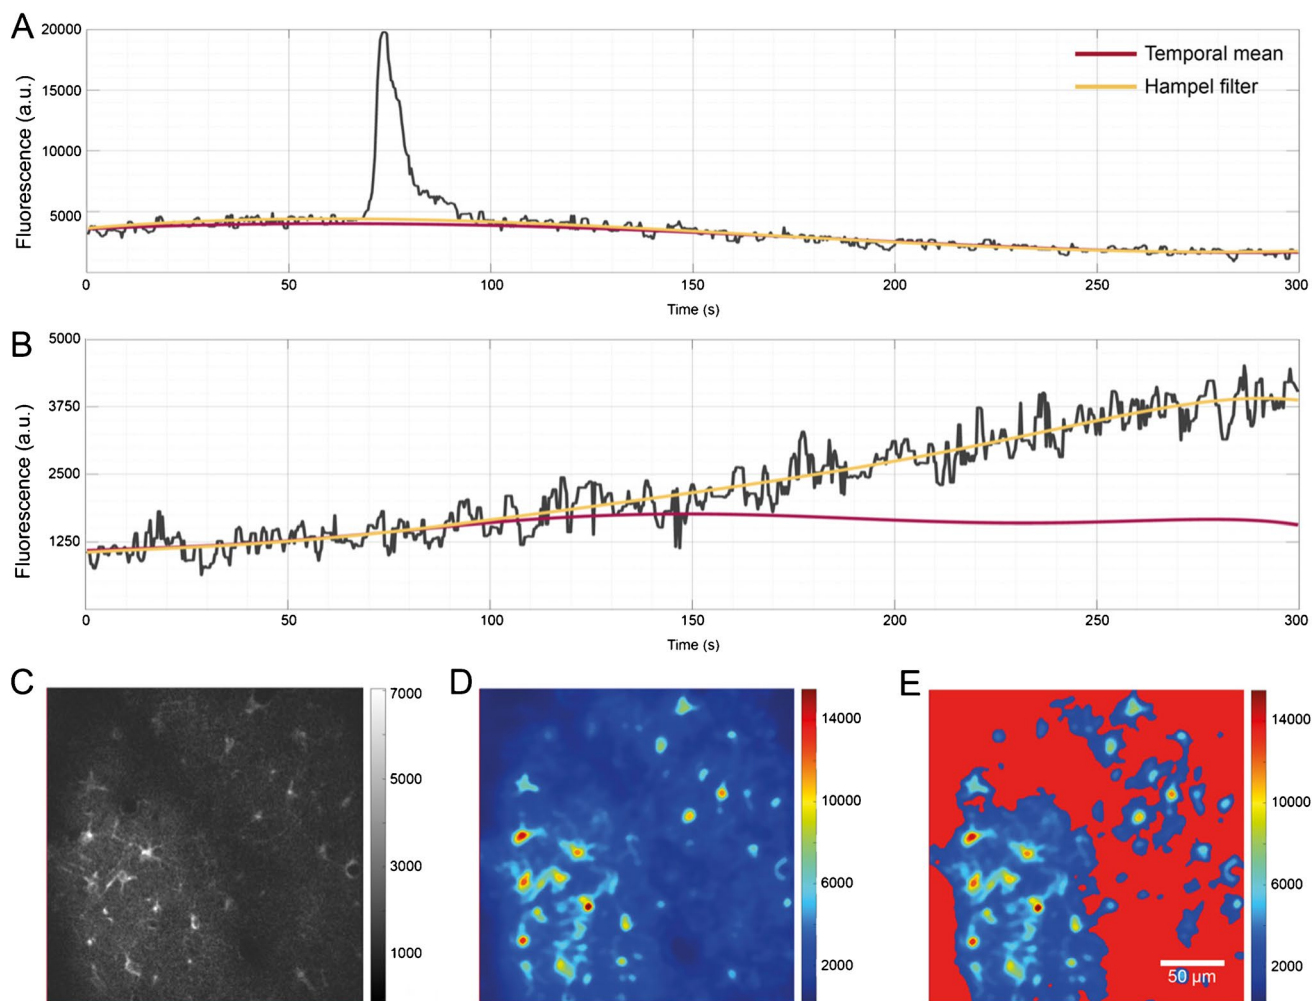 A
20000
15000
10000
5000
Fluorescence (a.u.)
Temporal mean
Hampel filter
0 50 100 150 200 250 300
Time (s)
B
5000
3750
2500
1250
Fluorescence (a.u.)
0 50 100 150 200 250 300
Time (s)
C
7000
5000
3000
1000
D
14000
10000
6000
2000
E
14000
10000
6000
2000
50 µm